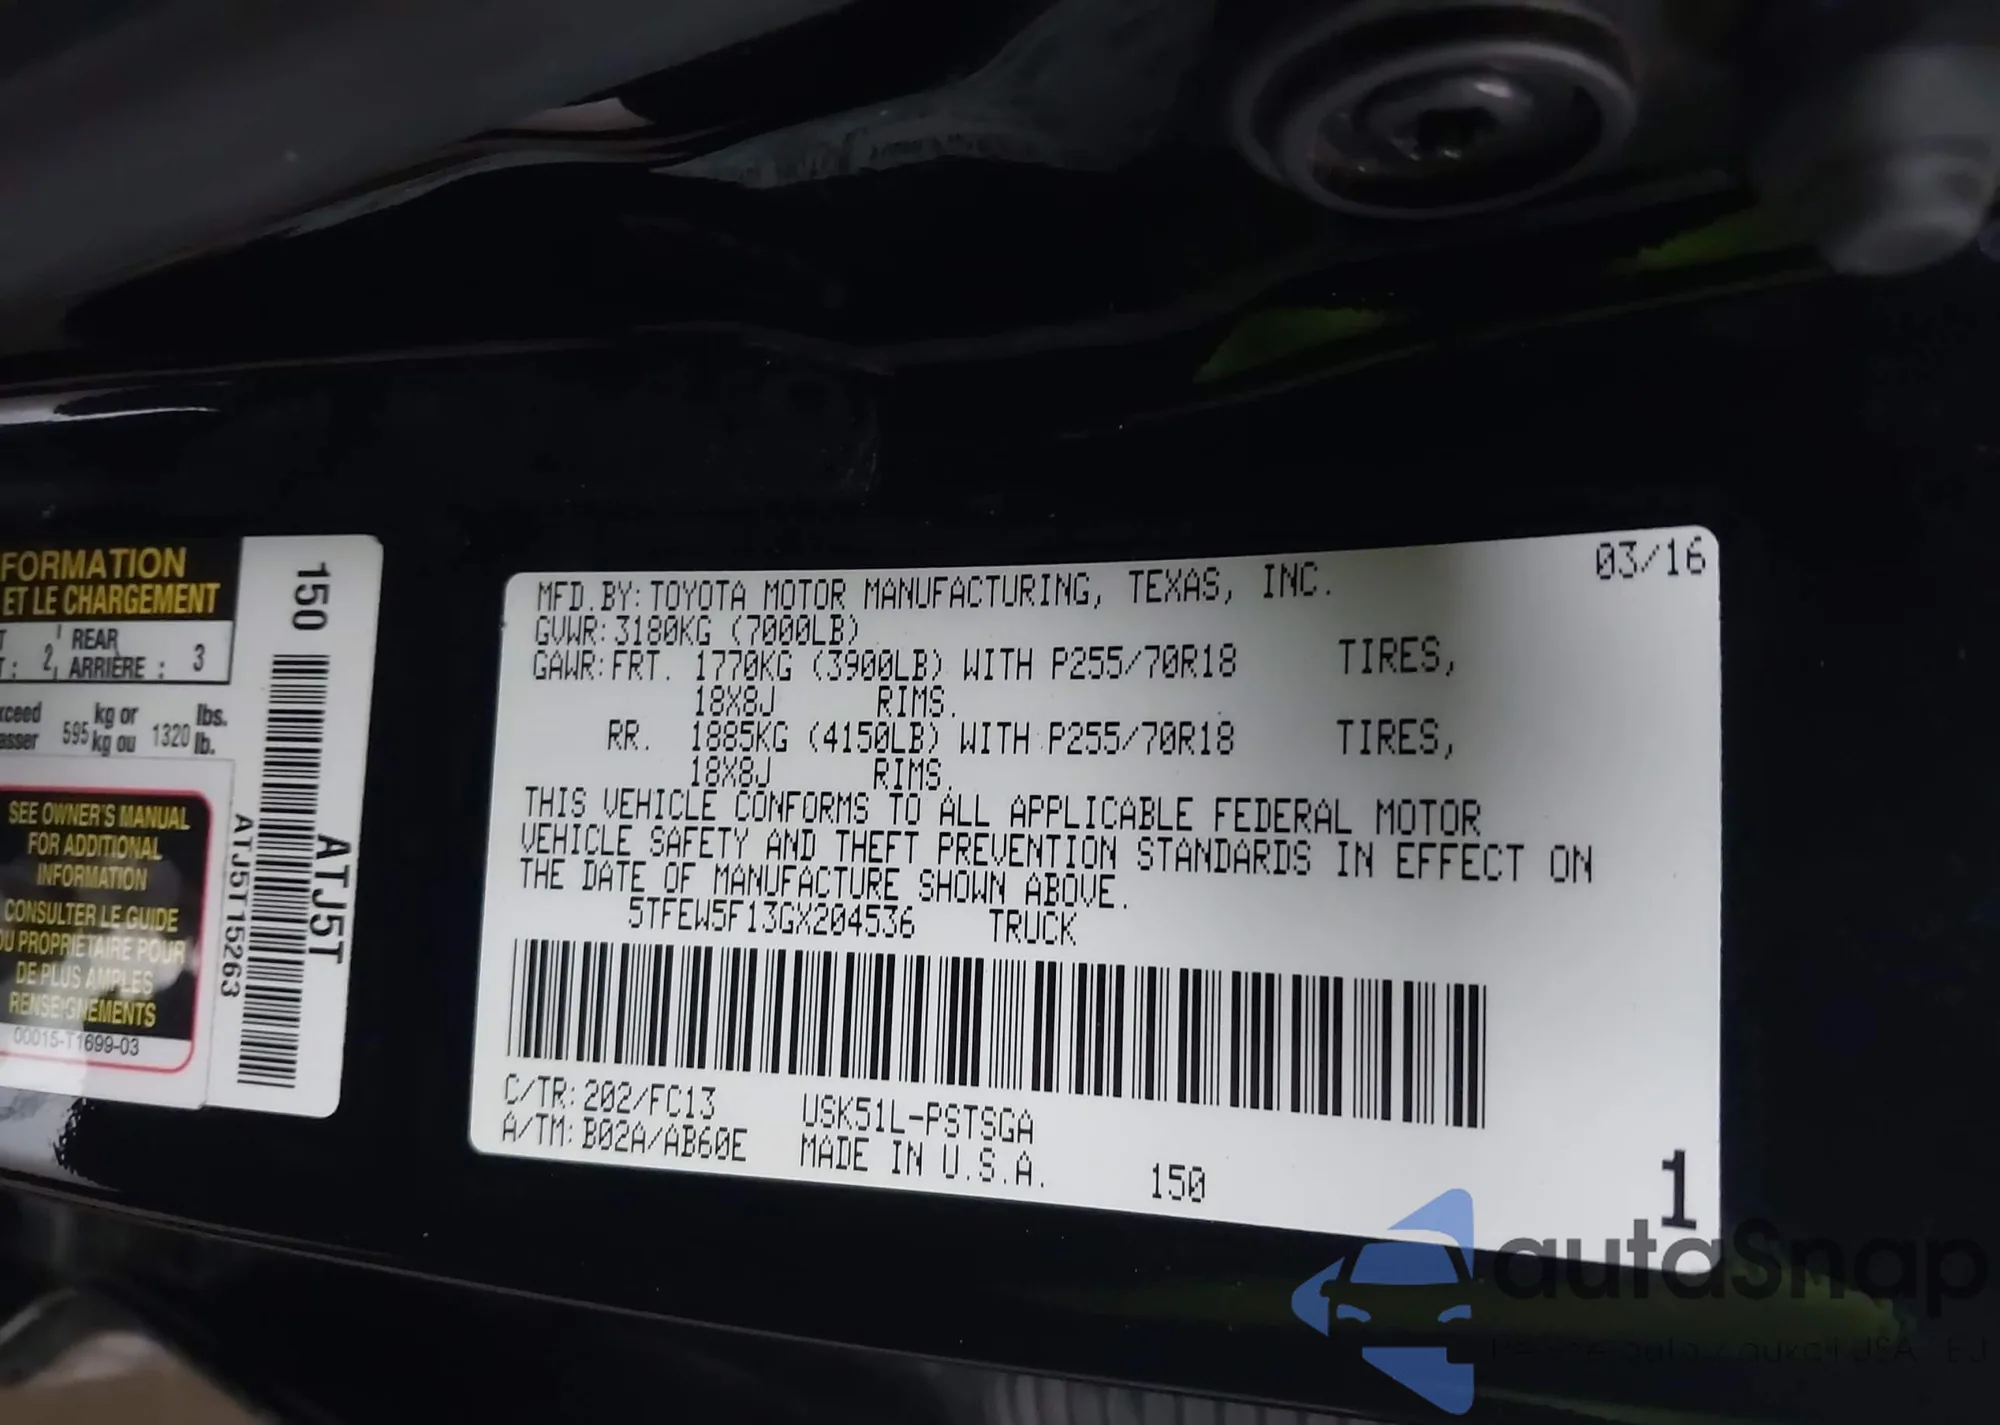 FORMATION
ET LE CHARGEMENT
REAR
2, ARRIÈRE : 3
kg or lbs.
595 kg ou 1320 lb.
SEE OWNER'S MANUAL
FOR ADDITIONAL
INFORMATION
CONSULTER LE GUIDE
DU PROPRIETAIRE POUR
DE PLUS AMPLES
RENSEIGNEMENTS
00015-T1699-03
150
ATJ5T
ATJ5T15263
03/16
MFD.BY:TOYOTA MOTOR MANUFACTURING, TEXAS, INC.
GVWR:3180KG (7000LB)
GAWR:FRT. 1770KG (3900LB) WITH P255/70R18 TIRES,
18X8J RIMS.
RR. 1885KG (4150LB) WITH P255/70R18 TIRES,
18X8J RIMS.
THIS VEHICLE CONFORMS TO ALL APPLICABLE FEDERAL MOTOR
VEHICLE SAFETY AND THEFT PREVENTION STANDARDS IN EFFECT ON
THE DATE OF MANUFACTURE SHOWN ABOVE.
5TFEW5F13GX204536 TRUCK
C/TR:202/FC13 USK51L-PSTSGA
A/TM:B02A/AB60E MADE IN U.S.A. 150
1
autaSnap